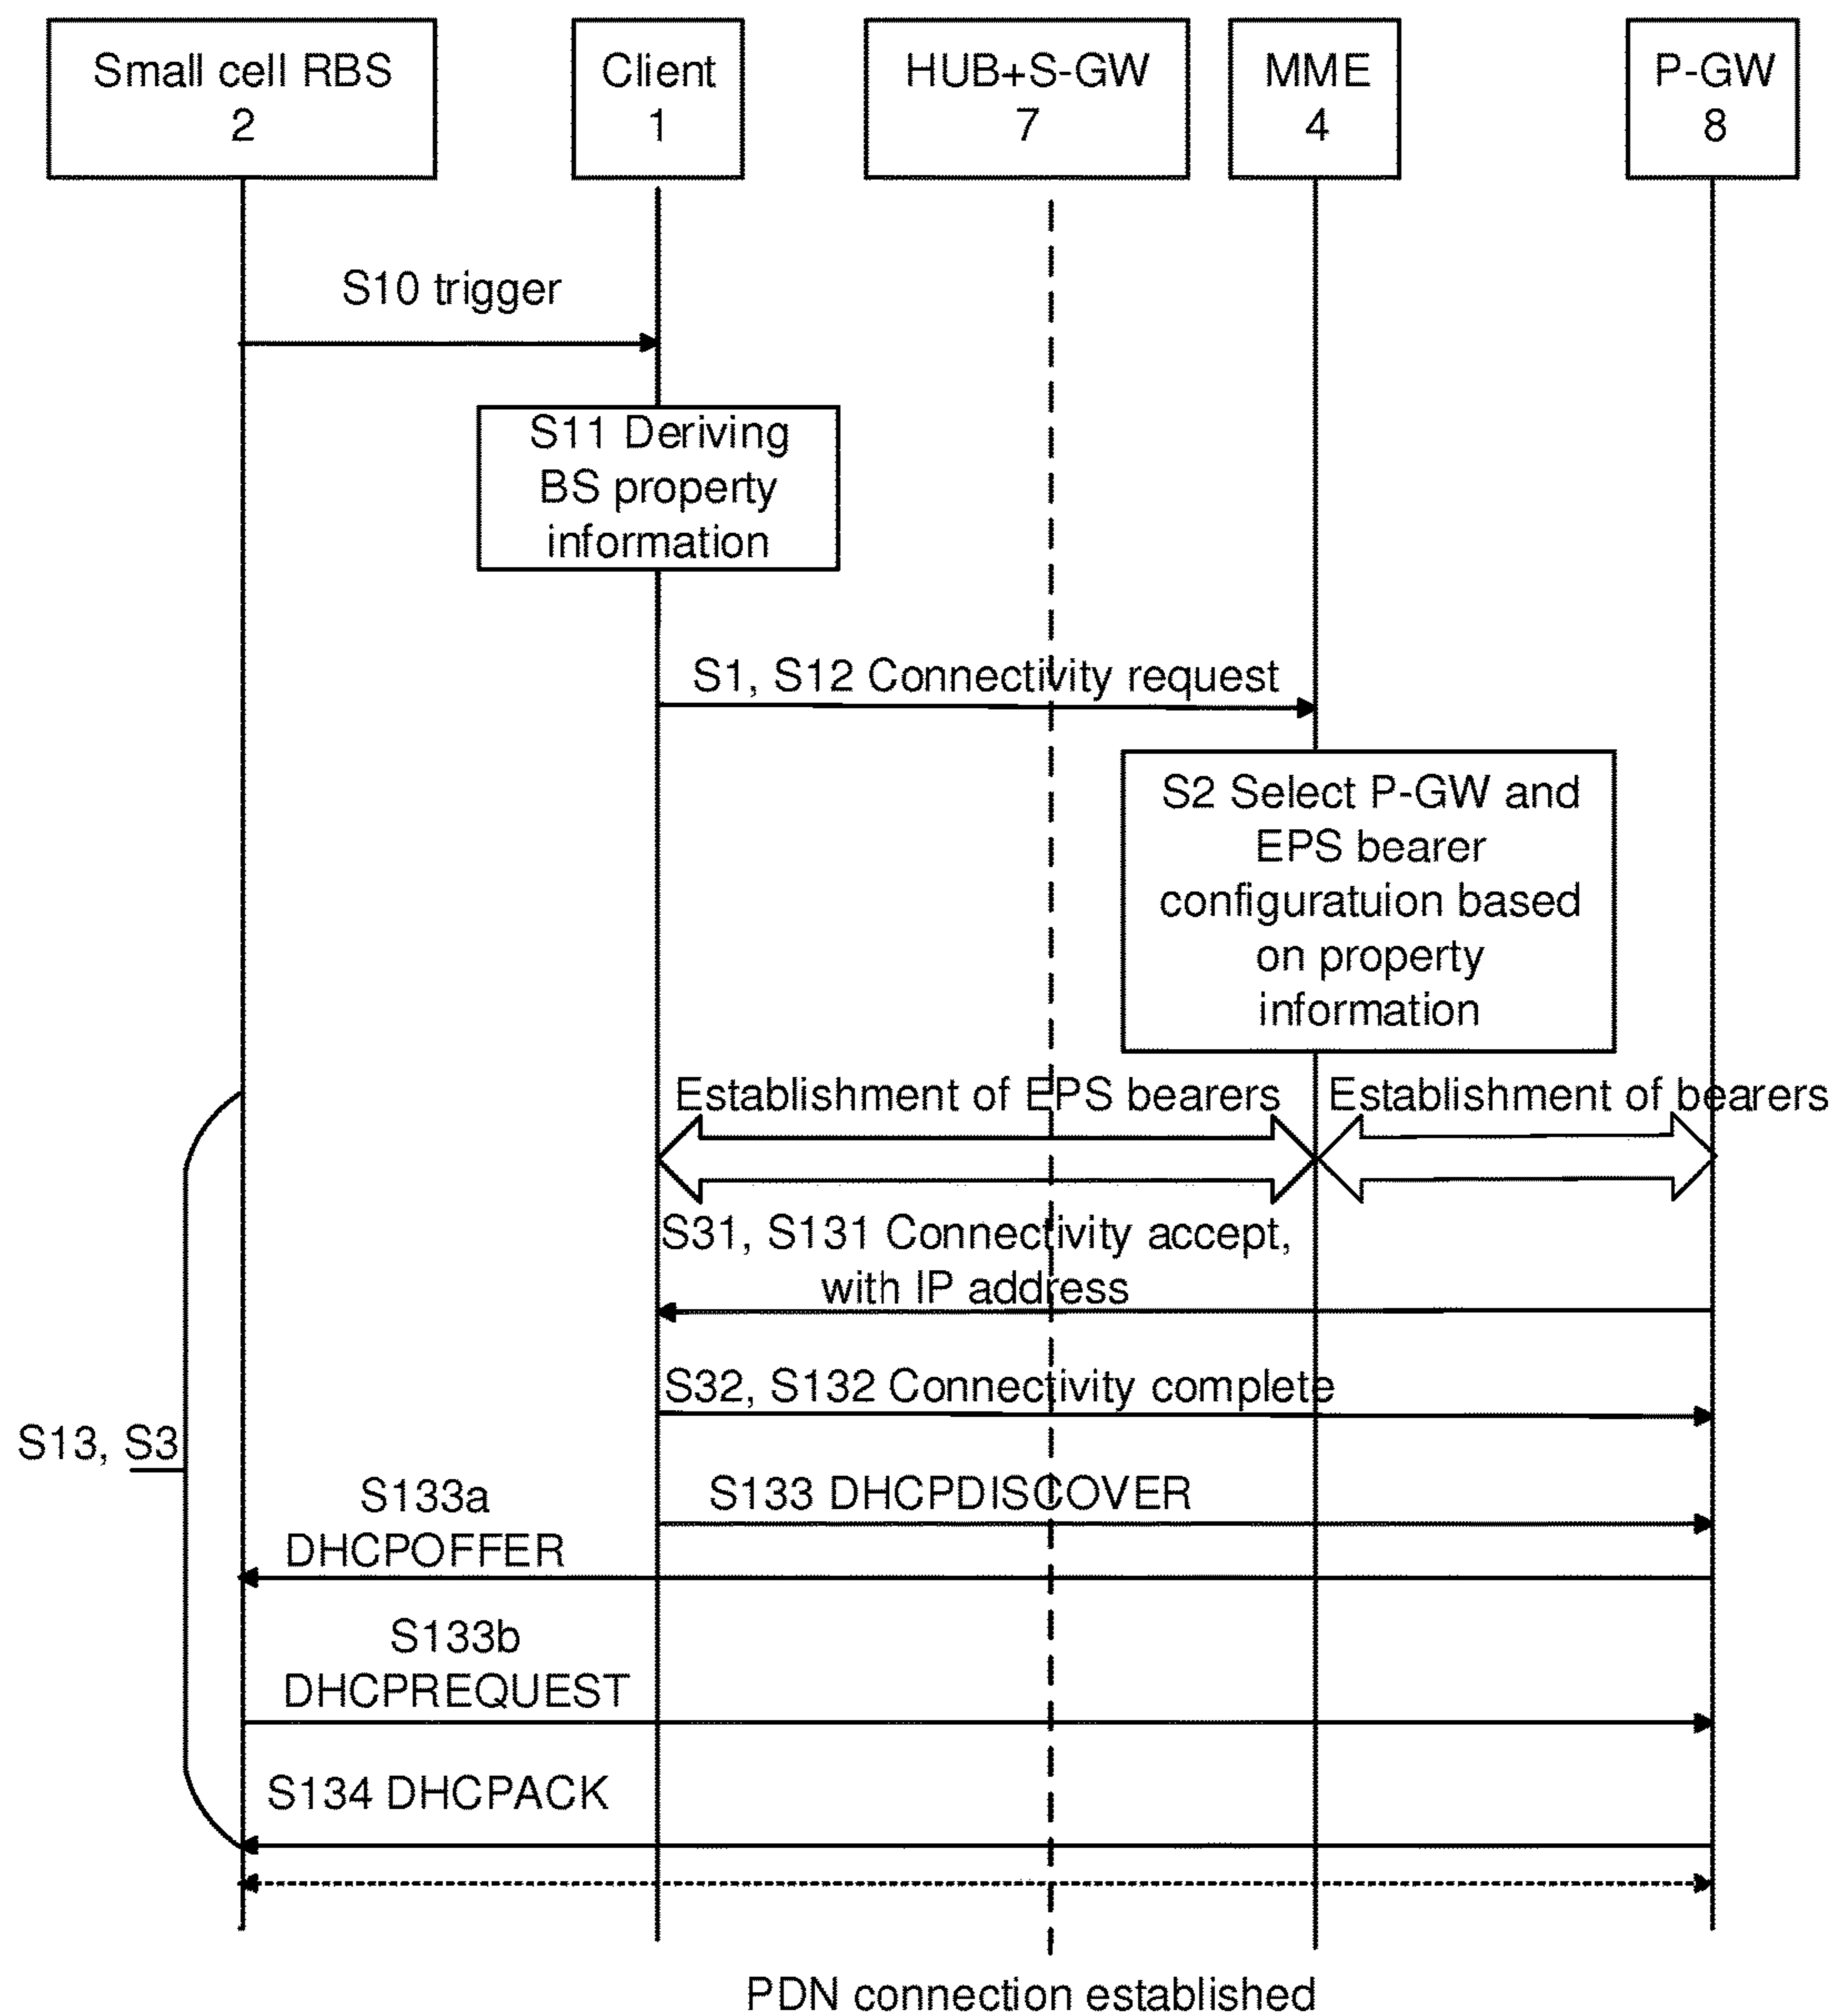 Small cell RBS
2
Client
1
HUB+S-GW
7
MME
4
P-GW
8
S10 trigger
S11 Deriving
BS property
information
S1, S12 Connectivity request
S2 Select P-GW and
EPS bearer
configuratuion based
on property
information
Establishment of EPS bearers
Establishment of bearers
S31, S131 Connectivity accept,
with IP address
S32, S132 Connectivity complete
S13, S3
S133 DHCPDISCOVER
S133a
DHCPOFFER
S133b
DHCPREQUEST
S134 DHCPACK
PDN connection established